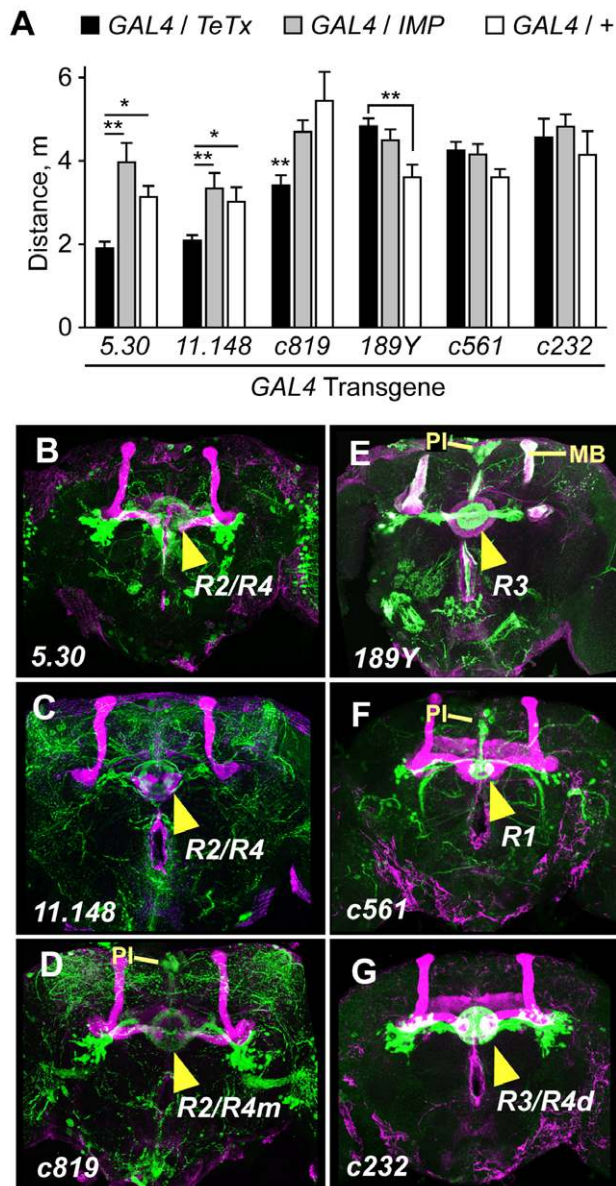 A GAL4 / TeTx GAL4 / IMP GAL4 / +
Distance, m
6
4
2
0
* ** * ** ** **
5.30 11.148 c819 189Y c561 c232
GAL4 Transgene
B
R2/R4
5.30
E
PI
MB
R3
189Y
C
R2/R4
11.148
F
PI
R1
c561
D
PI
R2/R4m
c819
G
R3/R4d
c232